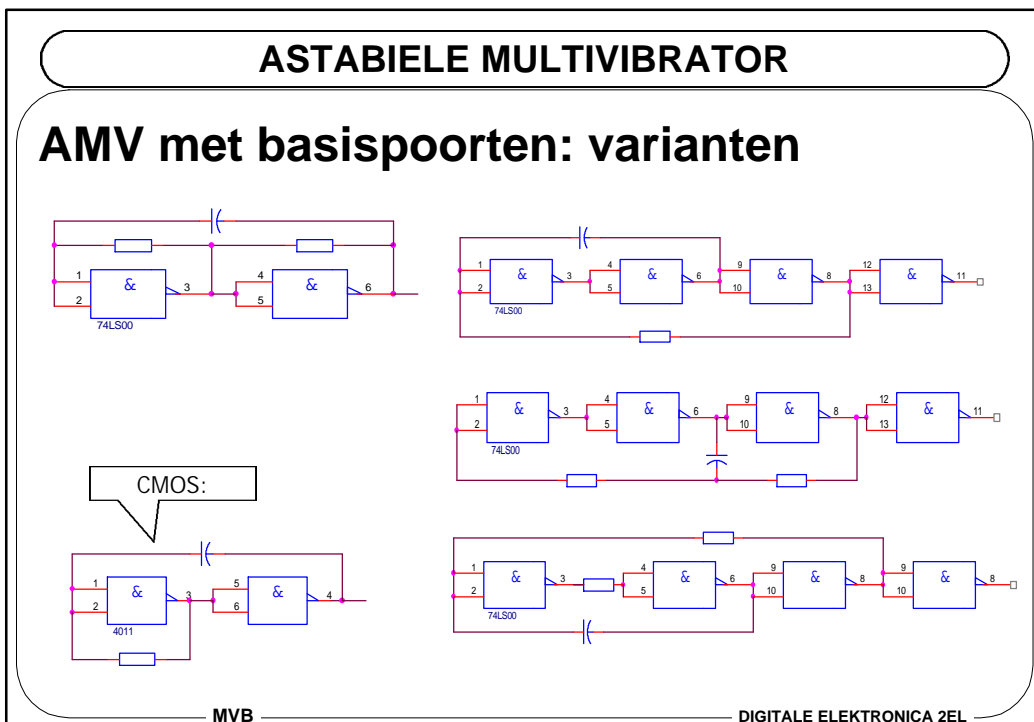 ASTABIELE MULTIVIBRATOR
AMV met basispoorten: varianten
1 2 & 3 4 5 & 6
74LS00
1 2 & 3 4 5 & 6 9 10 & 8 12 13 & 11
74LS00
1 2 & 3 4 5 & 6 9 10 & 8 12 13 & 11
74LS00
CMOS:
1 2 & 3 5 6 & 4
4011
1 2 & 3 4 5 & 6 9 10 & 8 9 10 & 8
74LS00
MVB
DIGITALE ELEKTRONICA 2EL